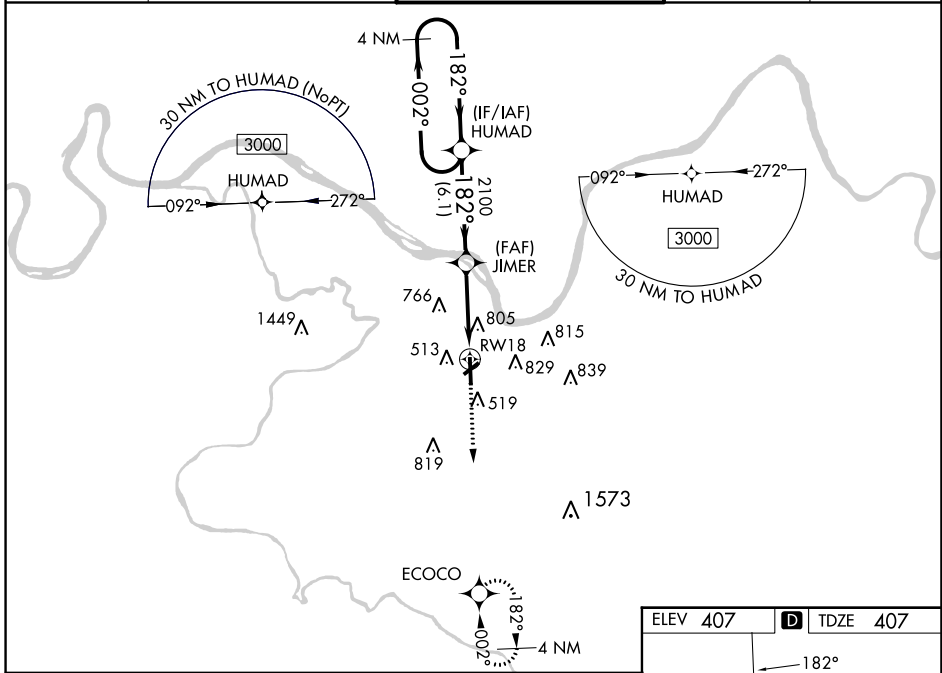 4 NM
182°
002°
(IF/IAF)
HUMAD
30 NM TO HUMAD (NoPT)
3000
HUMAD
092°
272°
092°
272°
HUMAD
3000
30 NM TO HUMAD
2100
182°
(6.1)
(FAF)
JIMER
766
1449
805
815
RW18
513
829
839
519
819
1573
ECOCO
182°
002°
4 NM
ELEV 407 D TDZE 407
182°